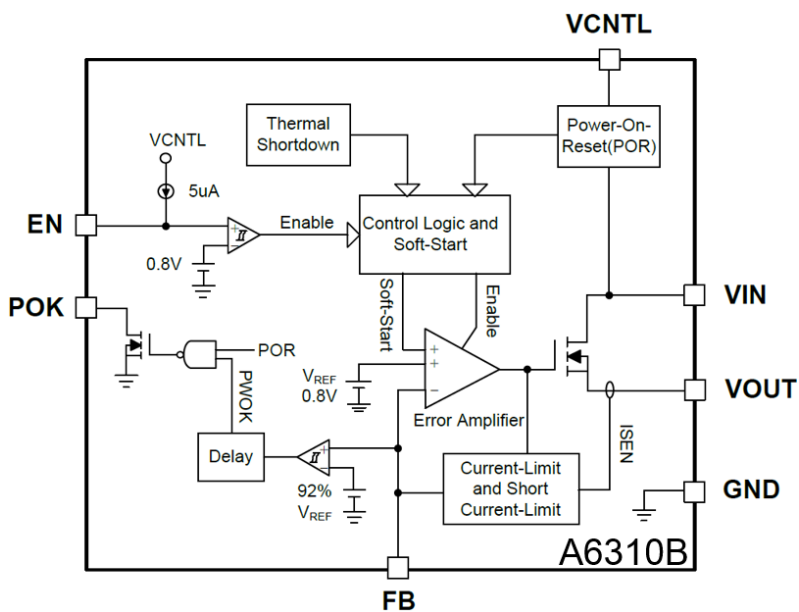 VCNTL
Thermal
Shortdown
Power-On-
Reset(POR)
VCNTL
5uA
EN
Enable
Control Logic and
Soft-Start
0.8V
Soft-Start
Enable
VIN
POK
POR
PWOK
VREF
0.8V
Error Amplifier
VOUT
ISEN
Delay
92%
VREF
Current-Limit
and Short
Current-Limit
GND
A6310B
FB